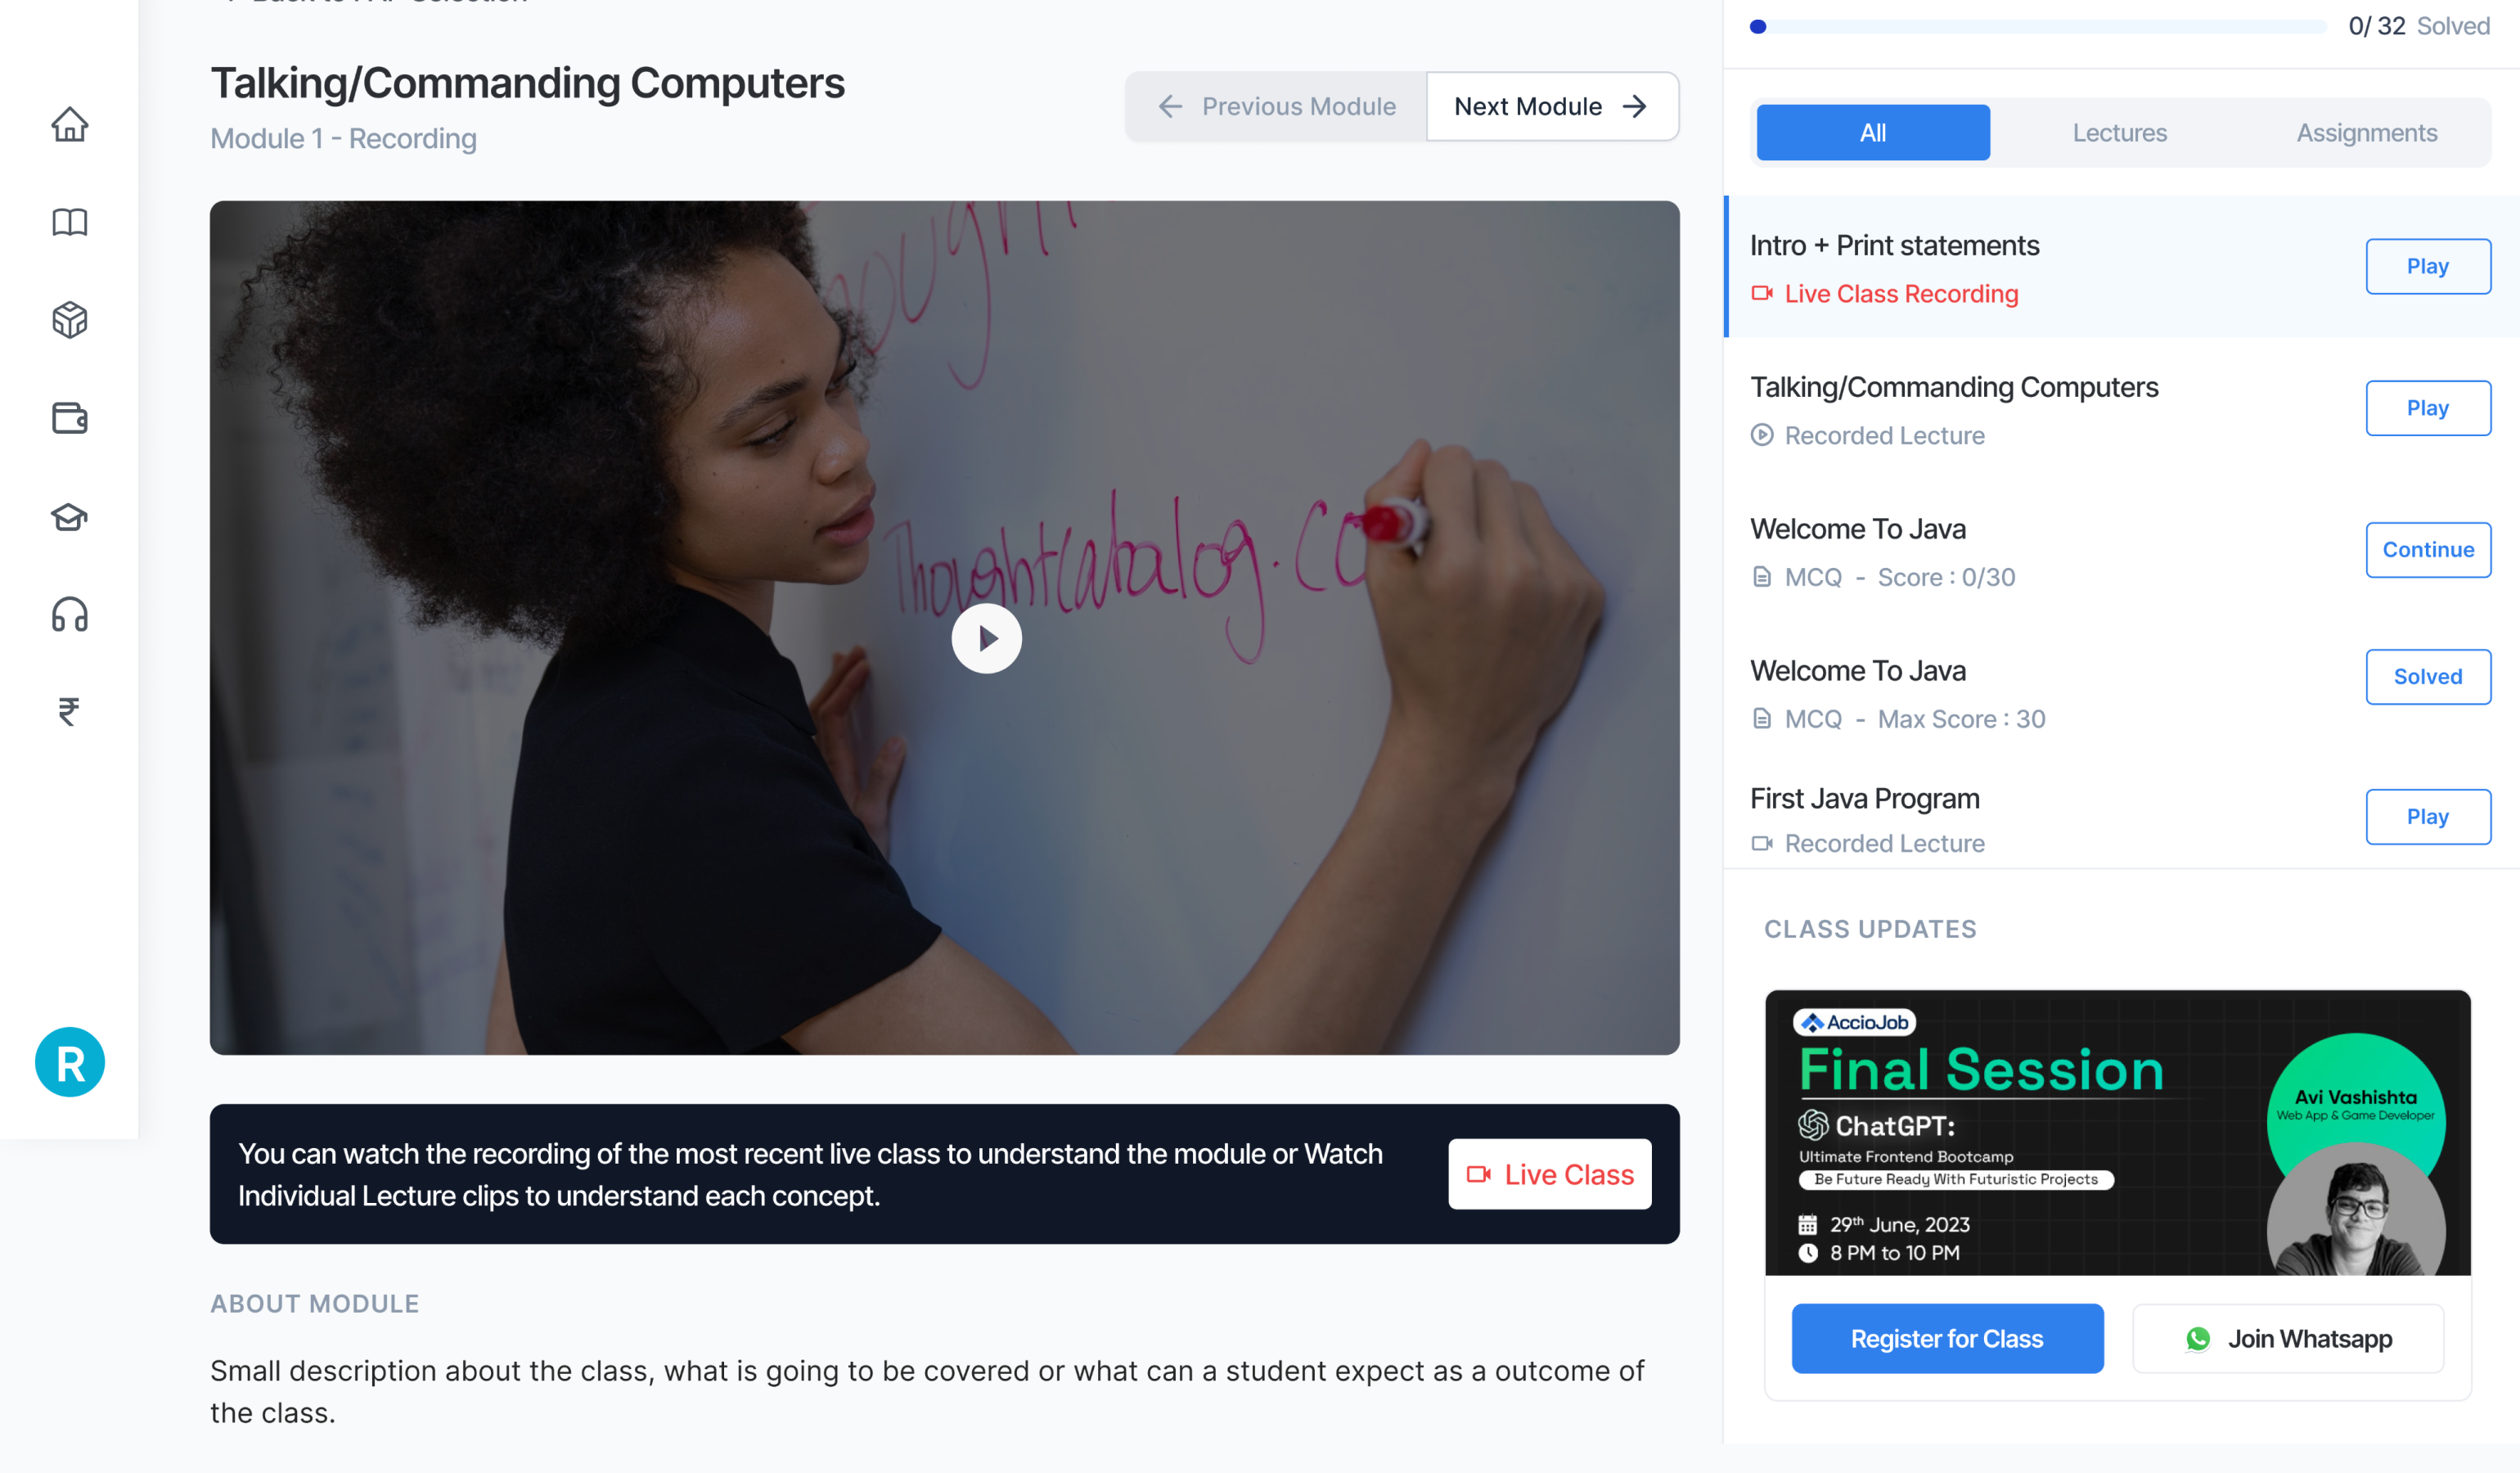 0/ 32 Solved
Talking/Commanding Computers
Module 1 - Recording
Previous Module
Next Module
ThoughtCatalog.Co
You can watch the recording of the most recent live class to understand the module or Watch
Individual Lecture clips to understand each concept.
Live Class
ABOUT MODULE
Small description about the class, what is going to be covered or what can a student expect as a outcome of
the class.
R
All
Lectures
Assignments
Intro + Print statements
Live Class Recording
Play
Talking/Commanding Computers
Recorded Lecture
Play
Welcome To Java
MCQ - Score : 0/30
Continue
Welcome To Java
MCQ - Max Score : 30
Solved
First Java Program
Recorded Lecture
Play
CLASS UPDATES
AccioJob
Final Session
ChatGPT:
Ultimate Frontend Bootcamp
Be Future Ready With Futuristic Projects
29th June, 2023
8 PM to 10 PM
Avi Vashishta
Web App & Game Developer
Register for Class
Join Whatsapp